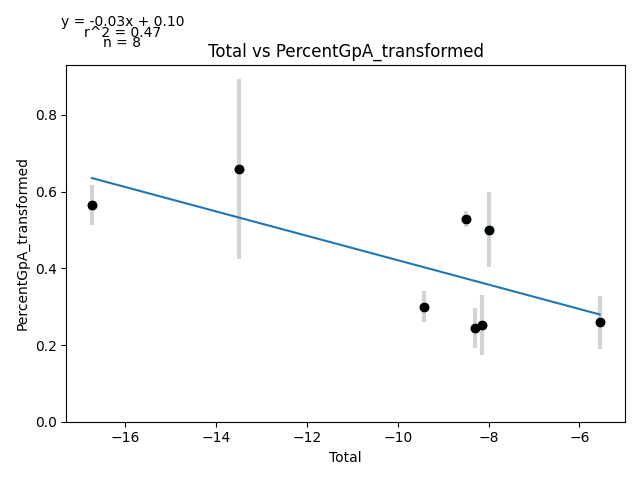 y = -0.03x + 0.10
r^2 = 0.47
n = 8
Total vs PercentGpA_transformed
PercentGpA_transformed
0.8
0.6
0.4
0.2
0.0
−16
−14
−12
−10
−8
−6
Total